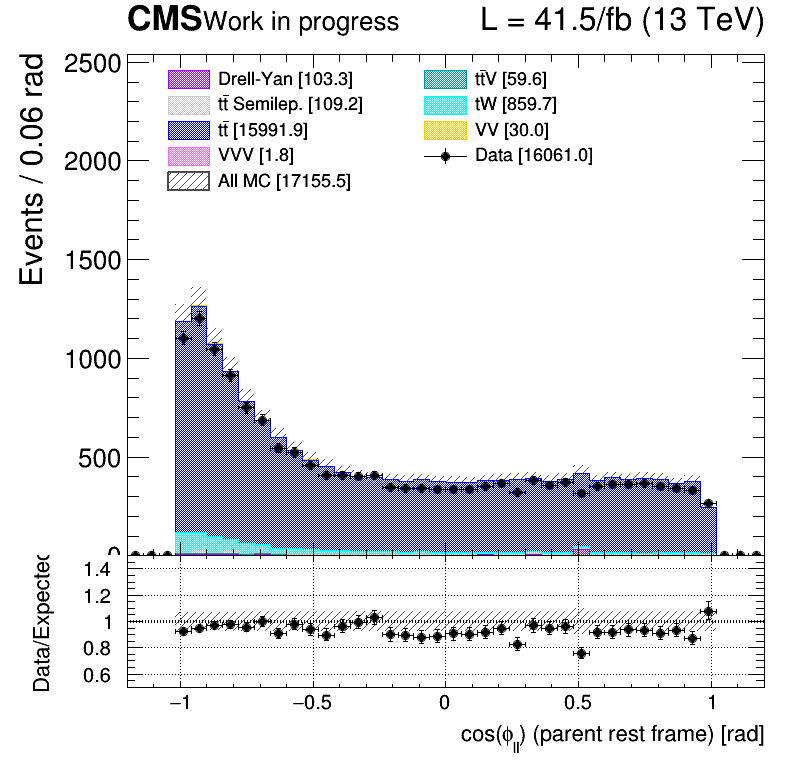 CMS Work in progress L = 41.5/fb (13 TeV)
Events / 0.06 rad
2500
2000
1500
1000
500
0
Drell-Yan [103.3]
tt̄ Semilep. [109.2]
tt̄ [15991.9]
VVV [1.8]
All MC [17155.5]
tt̄V [59.6]
tW [859.7]
VV [30.0]
Data [16061.0]
Data/Expected
1.4
1.2
1
0.8
0.6
−1 −0.5 0 0.5 1
cos(ϕ_ll) (parent rest frame) [rad]